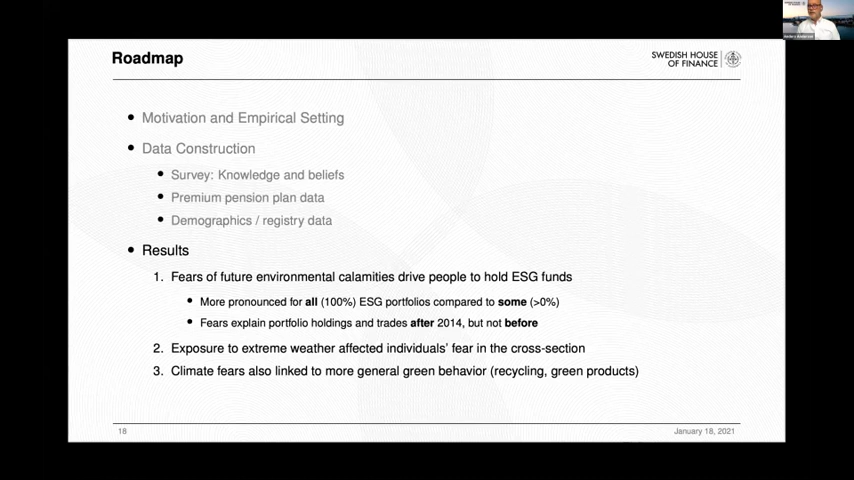 Roadmap
SWEDISH HOUSE
OF FINANCE
• Motivation and Empirical Setting
• Data Construction
• Survey: Knowledge and beliefs
• Premium pension plan data
• Demographics / registry data
• Results
1. Fears of future environmental calamities drive people to hold ESG funds
• More pronounced for all (100%) ESG portfolios compared to some (>0%)
• Fears explain portfolio holdings and trades after 2014, but not before
2. Exposure to extreme weather affected individuals' fear in the cross-section
3. Climate fears also linked to more general green behavior (recycling, green products)
18
January 18, 2021